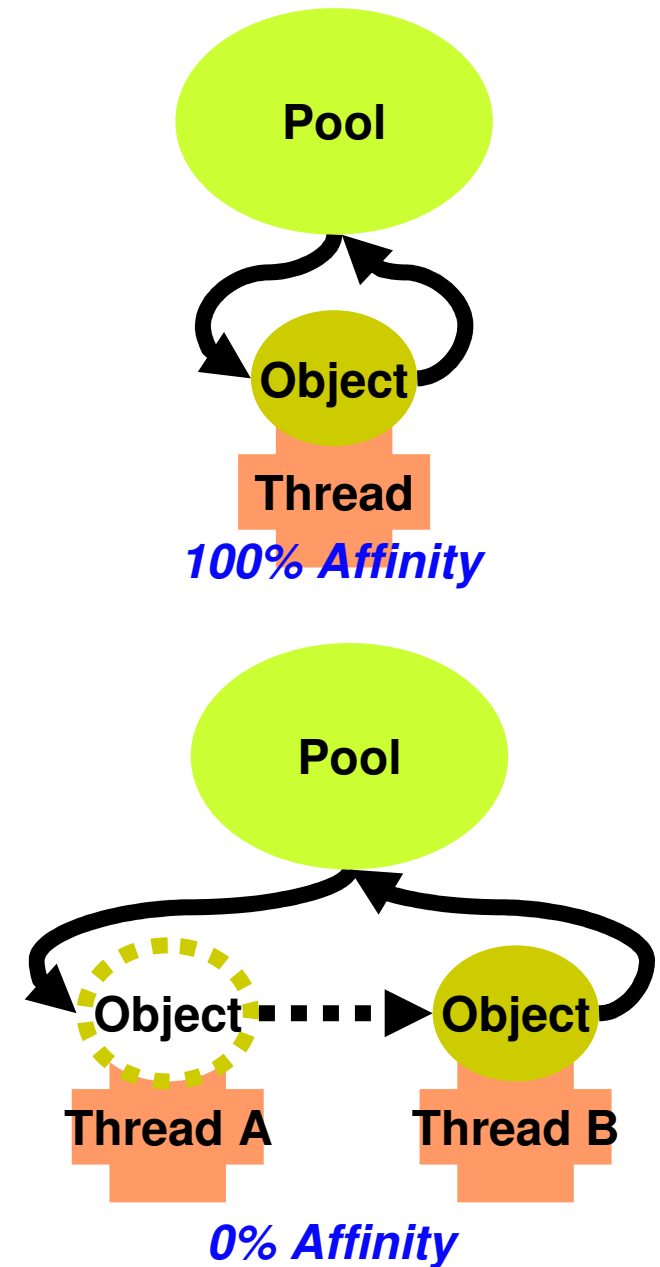 Pool
Object
Thread
100% Affinity
Pool
Object Object
Thread A Thread B
0% Affinity